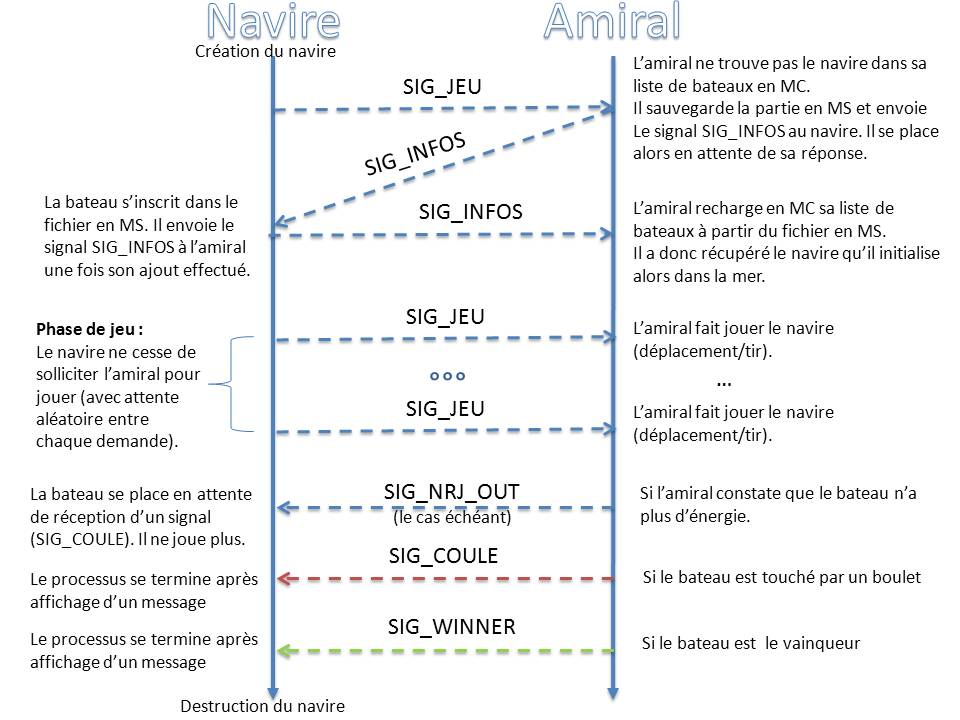 Navire
Amiral
Création du navire
L'amiral ne trouve pas le navire dans sa
liste de bateaux en MC.
Il sauvegarde la partie en MS et envoie
Le signal SIG_INFOS au navire. Il se place
alors en attente de sa réponse.
SIG_JEU
SIG_INFOS
La bateau s'inscrit dans le
fichier en MS. Il envoie le
signal SIG_INFOS à l'amiral
une fois son ajout effectué.
SIG_INFOS
L'amiral recharge en MC sa liste de
bateaux à partir du fichier en MS.
Il a donc récupéré le navire qu'il initialise
alors dans la mer.
Phase de jeu :
Le navire ne cesse de
solliciter l'amiral pour
jouer (avec attente
aléatoire entre
chaque demande).
SIG_JEU
L'amiral fait jouer le navire
(déplacement/tir).
...
SIG_JEU
L'amiral fait jouer le navire
(déplacement/tir).
La bateau se place en attente
de réception d'un signal
(SIG_COULE). Il ne joue plus.
SIG_NRJ_OUT
(le cas échéant)
Si l'amiral constate que le bateau n'a
plus d'énergie.
Le processus se termine après
affichage d'un message
SIG_COULE
Si le bateau est touché par un boulet
Le processus se termine après
affichage d'un message
SIG_WINNER
Si le bateau est  le vainqueur
Destruction du navire